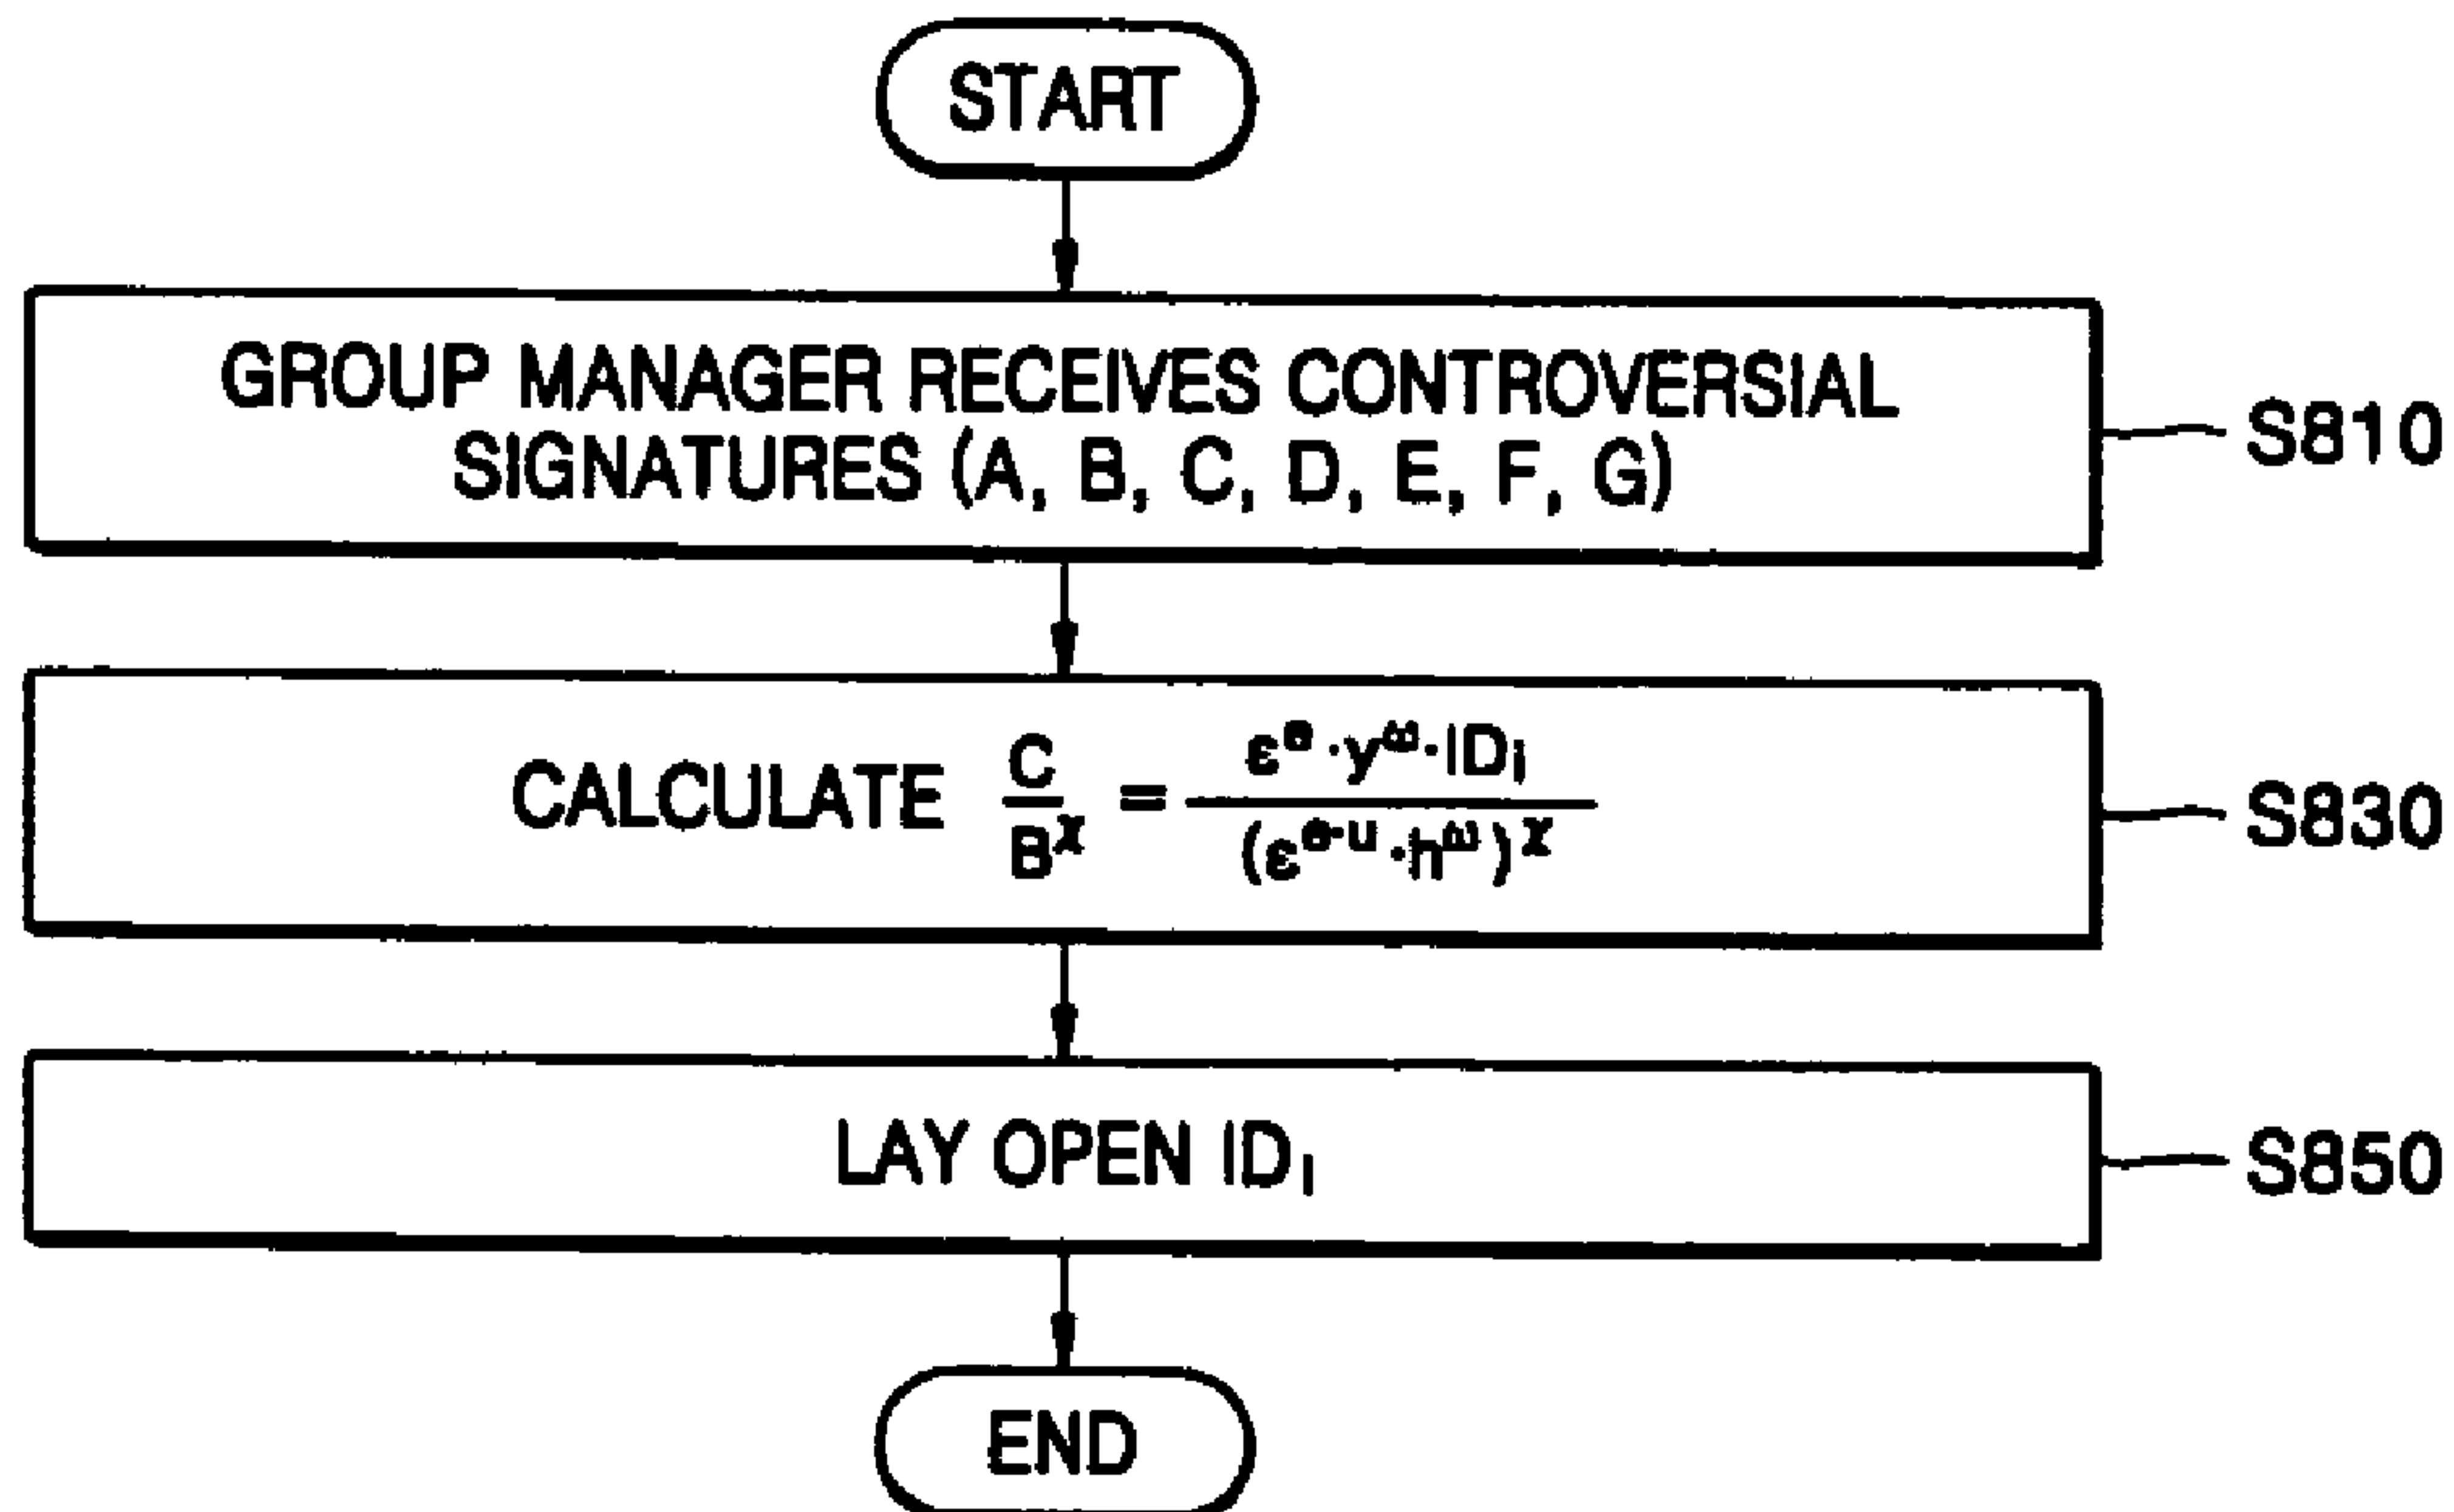 START
GROUP MANAGER RECEIVES CONTROVERSIAL
SIGNATURES (A, B, C, D, E, F, G)
S810
CALCULATE C/B^x = ε^θ·y^ω·ID_i/(ε^θ·u·h^ω)^x
S830
LAY OPEN ID_i
S850
END